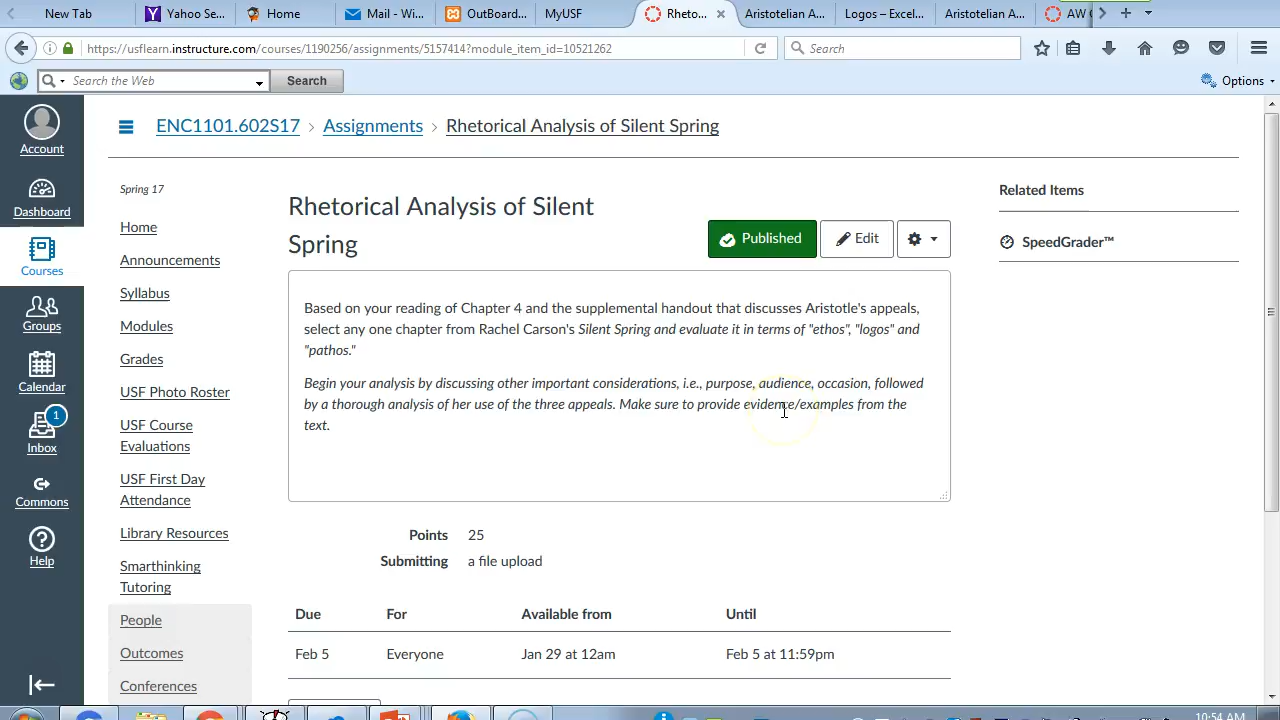 New Tab
Yahoo Se...
Home
Mail - Wi...
OutBoard...
MyUSF
Rheto...
Aristotelian A...
Logos – Excel...
Aristotelian A...
AW
https://usflearn.instructure.com/courses/1190256/assignments/5157414?module_item_id=10521262
Search
Search the Web
Search
Options
Account
Dashboard
Courses
Groups
Calendar
1
Inbox
Commons
Help
ENC1101.602S17 > Assignments > Rhetorical Analysis of Silent Spring
Spring 17
Home
Announcements
Syllabus
Modules
Grades
USF Photo Roster
USF Course
Evaluations
USF First Day
Attendance
Library Resources
Smarthinking
Tutoring
People
Outcomes
Conferences
Rhetorical Analysis of Silent
Spring
Published
Edit
Based on your reading of Chapter 4 and the supplemental handout that discusses Aristotle's appeals,
select any one chapter from Rachel Carson's Silent Spring and evaluate it in terms of "ethos", "logos" and
"pathos."
Begin your analysis by discussing other important considerations, i.e., purpose, audience, occasion, followed
by a thorough analysis of her use of the three appeals. Make sure to provide evidence/examples from the
text.
Points 25
Submitting a file upload
Due For Available from Until
Feb 5 Everyone Jan 29 at 12am Feb 5 at 11:59pm
Related Items
SpeedGrader™
10:54 AM